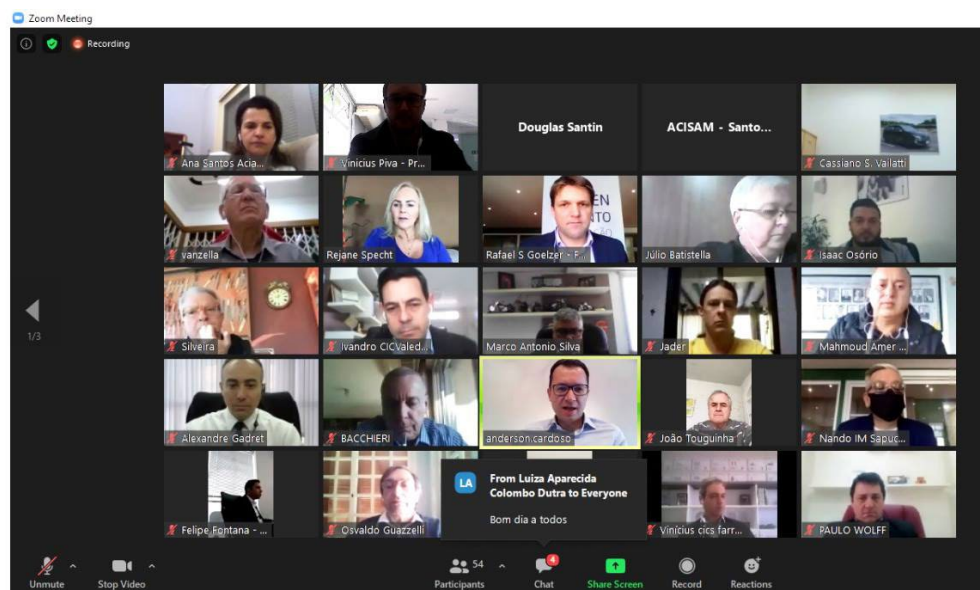 Zoom Meeting
Recording
Ana Santos Acia...
Vinicius Piva - Pr...
Douglas Santin
ACISAM - Santo...
Cassiano S. Vailatti
vanzella
Rejane Specht
Rafael S Goelzer - F...
Júlio Batistella
Isaac Osório
EN
NTO
1/3
Silveira
Ivandro CICValed...
Marco Antonio Silva
Jader
Mahmoud Amer ...
Alexandre Gadret
BACCHIERI
anderson.cardoso
João Touguinha
Nando IM Sapuc...
Felipe Fontana - ...
Osvaldo Guazzelli
LA
From Luiza Aparecida
Colombo Dutra to Everyone
Bom dia a todos
Vinícius cics farr...
PAULO WOLFF
Unmute
Stop Video
54
Participants
4
Chat
Share Screen
Record
Reactions